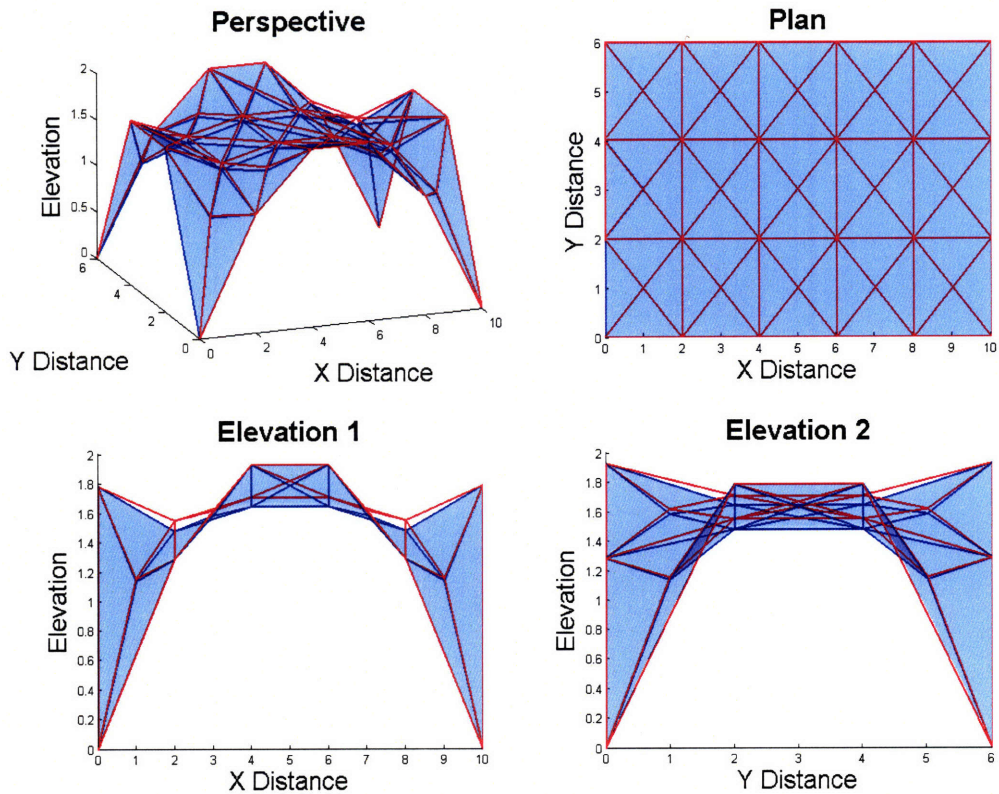 Perspective
2
1.5
1
0.5
0
6
4
2
0
0
2
4
6
8
10
Elevation
Y Distance
X Distance
Plan
6
5
4
3
2
1
0
0 1 2 3 4 5 6 7 8 9 10
Y Distance
X Distance
Elevation 1
2
1.8
1.6
1.4
1.2
1
0.8
0.6
0.4
0.2
0
0 1 2 3 4 5 6 7 8 9 10
Elevation
X Distance
Elevation 2
2
1.8
1.6
1.4
1.2
1
0.8
0.6
0.4
0.2
0
0 1 2 3 4 5 6
Elevation
Y Distance